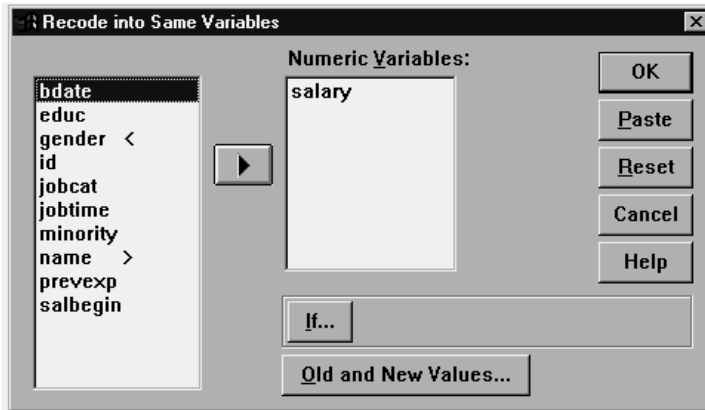 Recode into Same Variables
bdate
educ
gender <
id
jobcat
jobtime
minority
name >
prevexp
salbegin
Numeric Variables:
salary
If...
Old and New Values...
OK
Paste
Reset
Cancel
Help